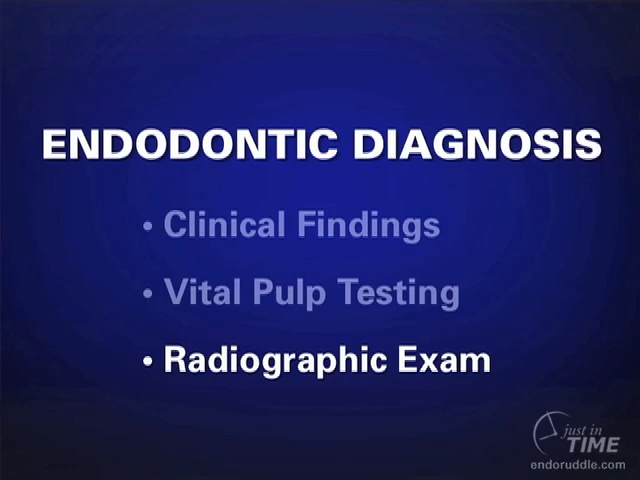 ENDODONTIC DIAGNOSIS
• Clinical Findings
• Vital Pulp Testing
• Radiographic Exam
just in
TIME
endoruddle.com